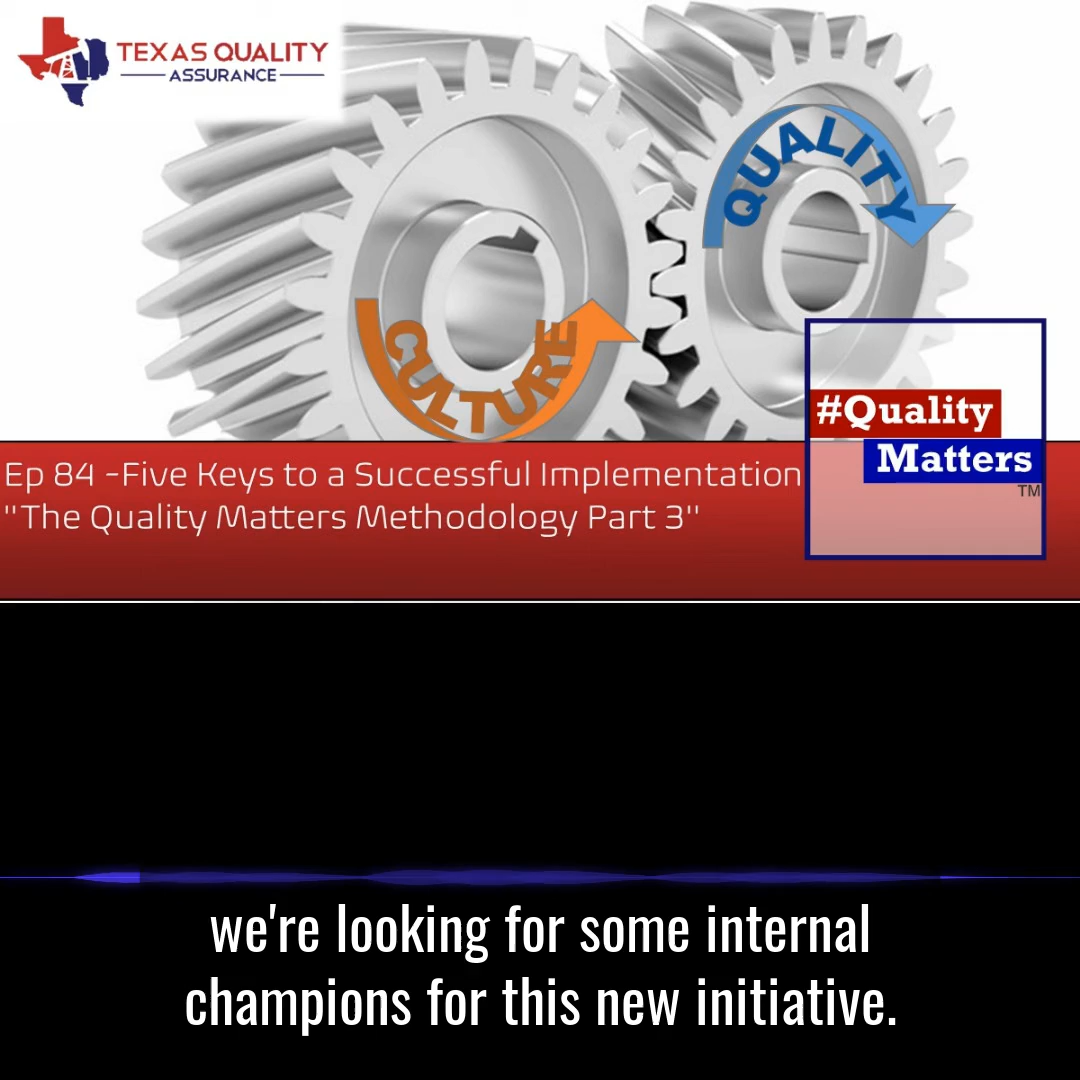 TEXAS QUALITY
ASSURANCE
QUALITY
CULTURE
#Quality
Matters
TM
Ep 84 -Five Keys to a Successful Implementation
"The Quality Matters Methodology Part 3"
we're looking for some internal
champions for this new initiative.